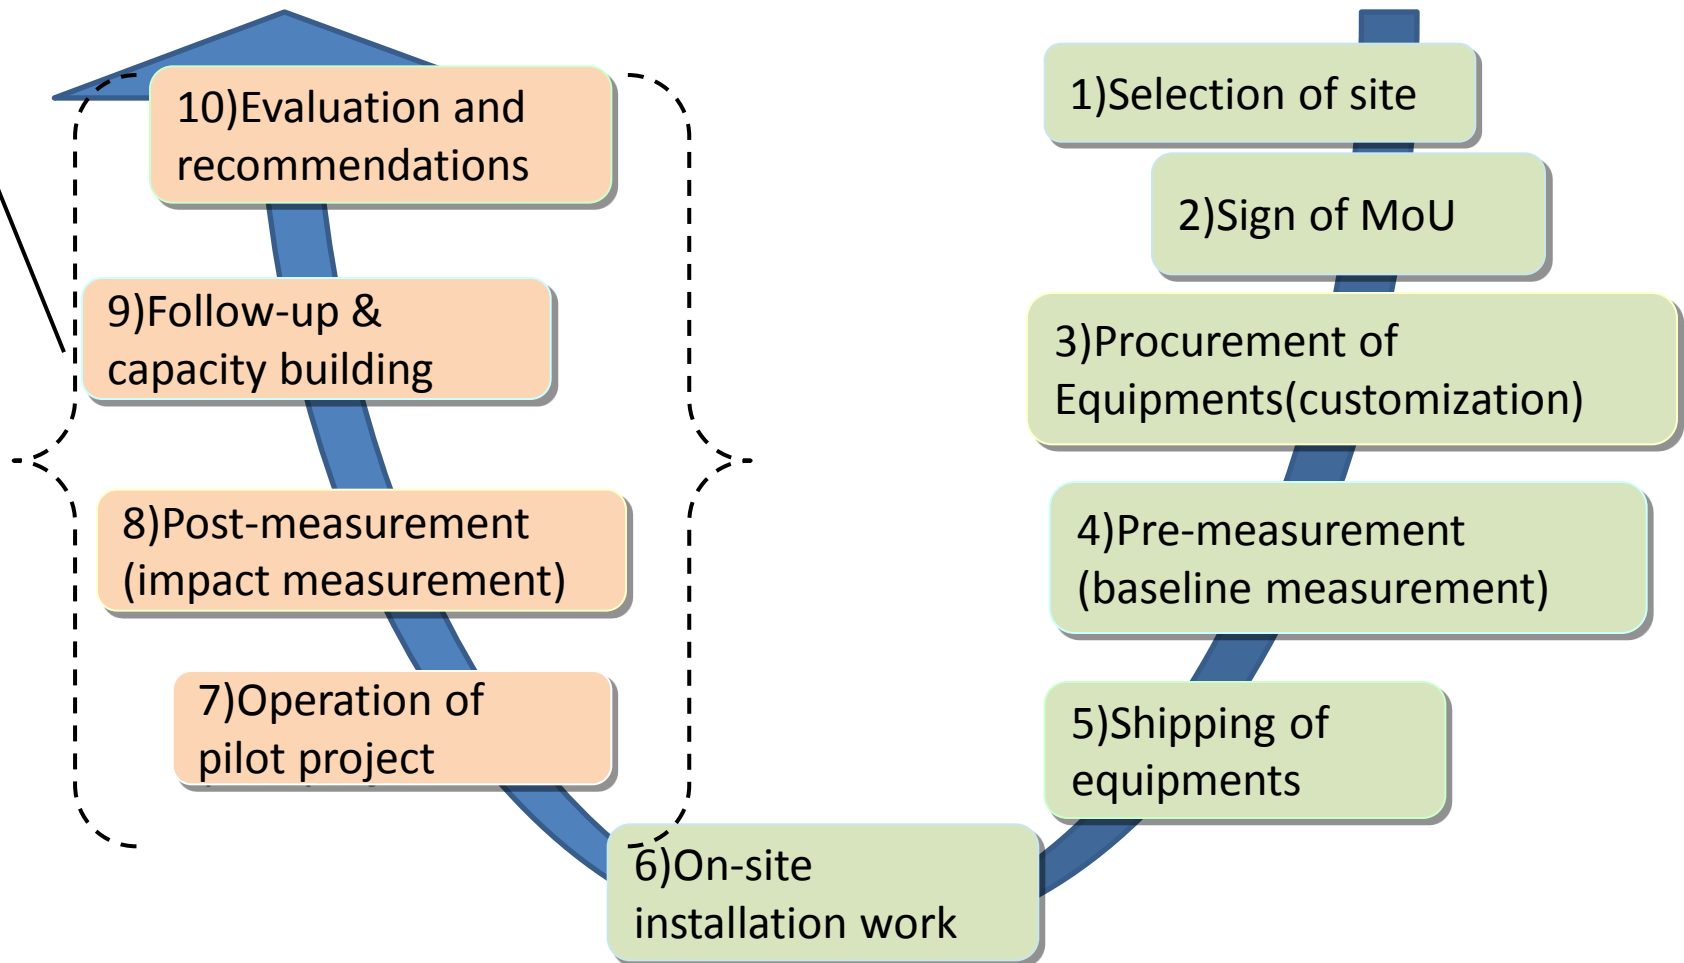 1)Selection of site
2)Sign of MoU
3)Procurement of
Equipments(customization)
4)Pre-measurement
(baseline measurement)
5)Shipping of
equipments
6)On-site
installation work
7)Operation of
pilot project
8)Post-measurement
(impact measurement)
9)Follow-up &
capacity building
10)Evaluation and
recommendations